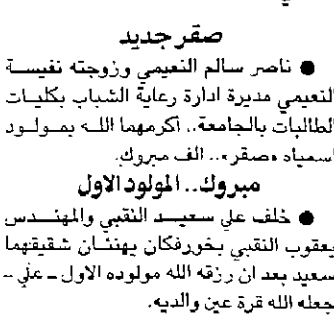 صقر جديد
● ناصر سالم النعيمي وزوجته نفيسة
النعيمي مديرة ادارة رعاية الشباب بكليات
الطالبات بالجامعة.. اكرمهما الله بمولود
اسمياه «صقر».. الف مبروك.
مبروك.. المولود الاول
● خلف علي سعيد النقبي والمهندس
يعقوب النقبي بخورفكان يهنئان شقيقهما
سعيد بعد ان رزقه الله مولوده الاول ـ علي ـ
جعله الله قرة عين والديه.